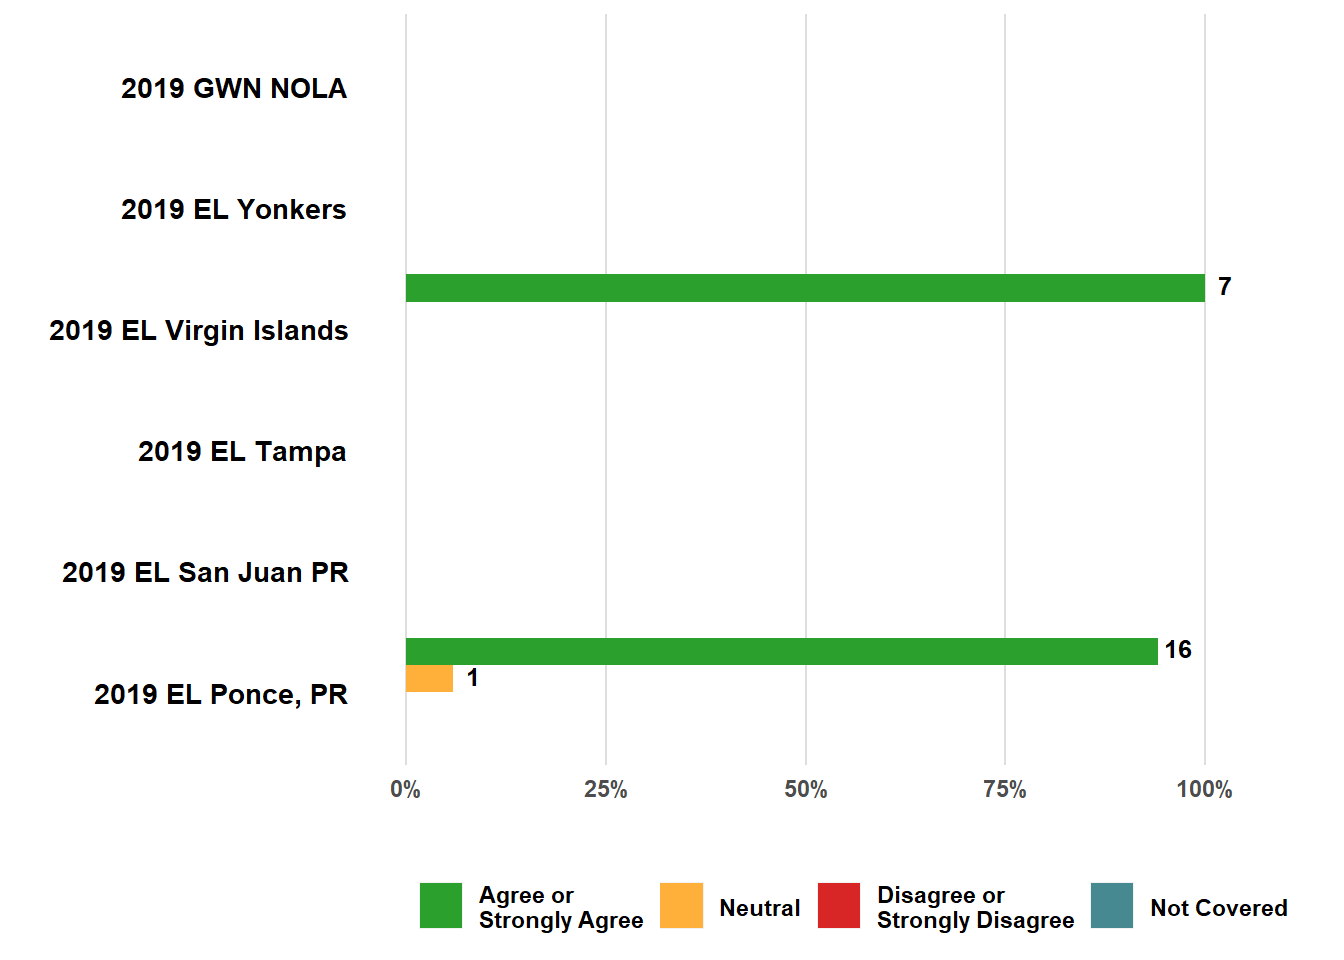 2019 GWN NOLA
2019 EL Yonkers
7
2019 EL Virgin Islands
2019 EL Tampa
2019 EL San Juan PR
16
1
2019 EL Ponce, PR
0% 25% 50% 75% 100%
Agree or
Strongly Agree
Neutral
Disagree or
Strongly Disagree
Not Covered